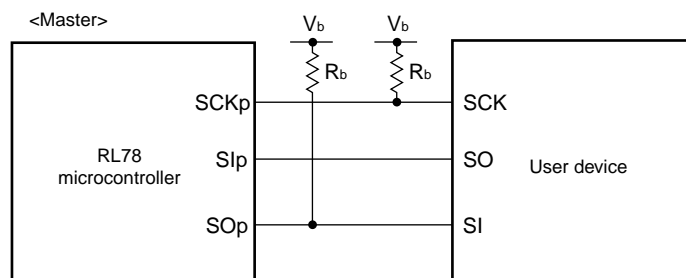 <Master>
Vb
Vb
Rb
Rb
SCKp
SCK
RL78
microcontroller
SIp
SO
User device
SOp
SI